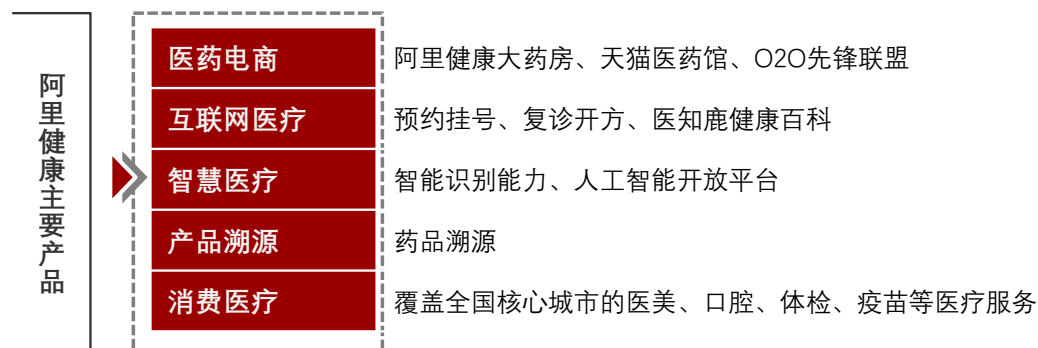 阿里健康主要产品
医药电商
阿里健康大药房、天猫医药馆、O2O先锋联盟
互联网医疗
预约挂号、复诊开方、医知鹿健康百科
智慧医疗
智能识别能力、人工智能开放平台
产品溯源
药品溯源
消费医疗
覆盖全国核心城市的医美、口腔、体检、疫苗等医疗服务